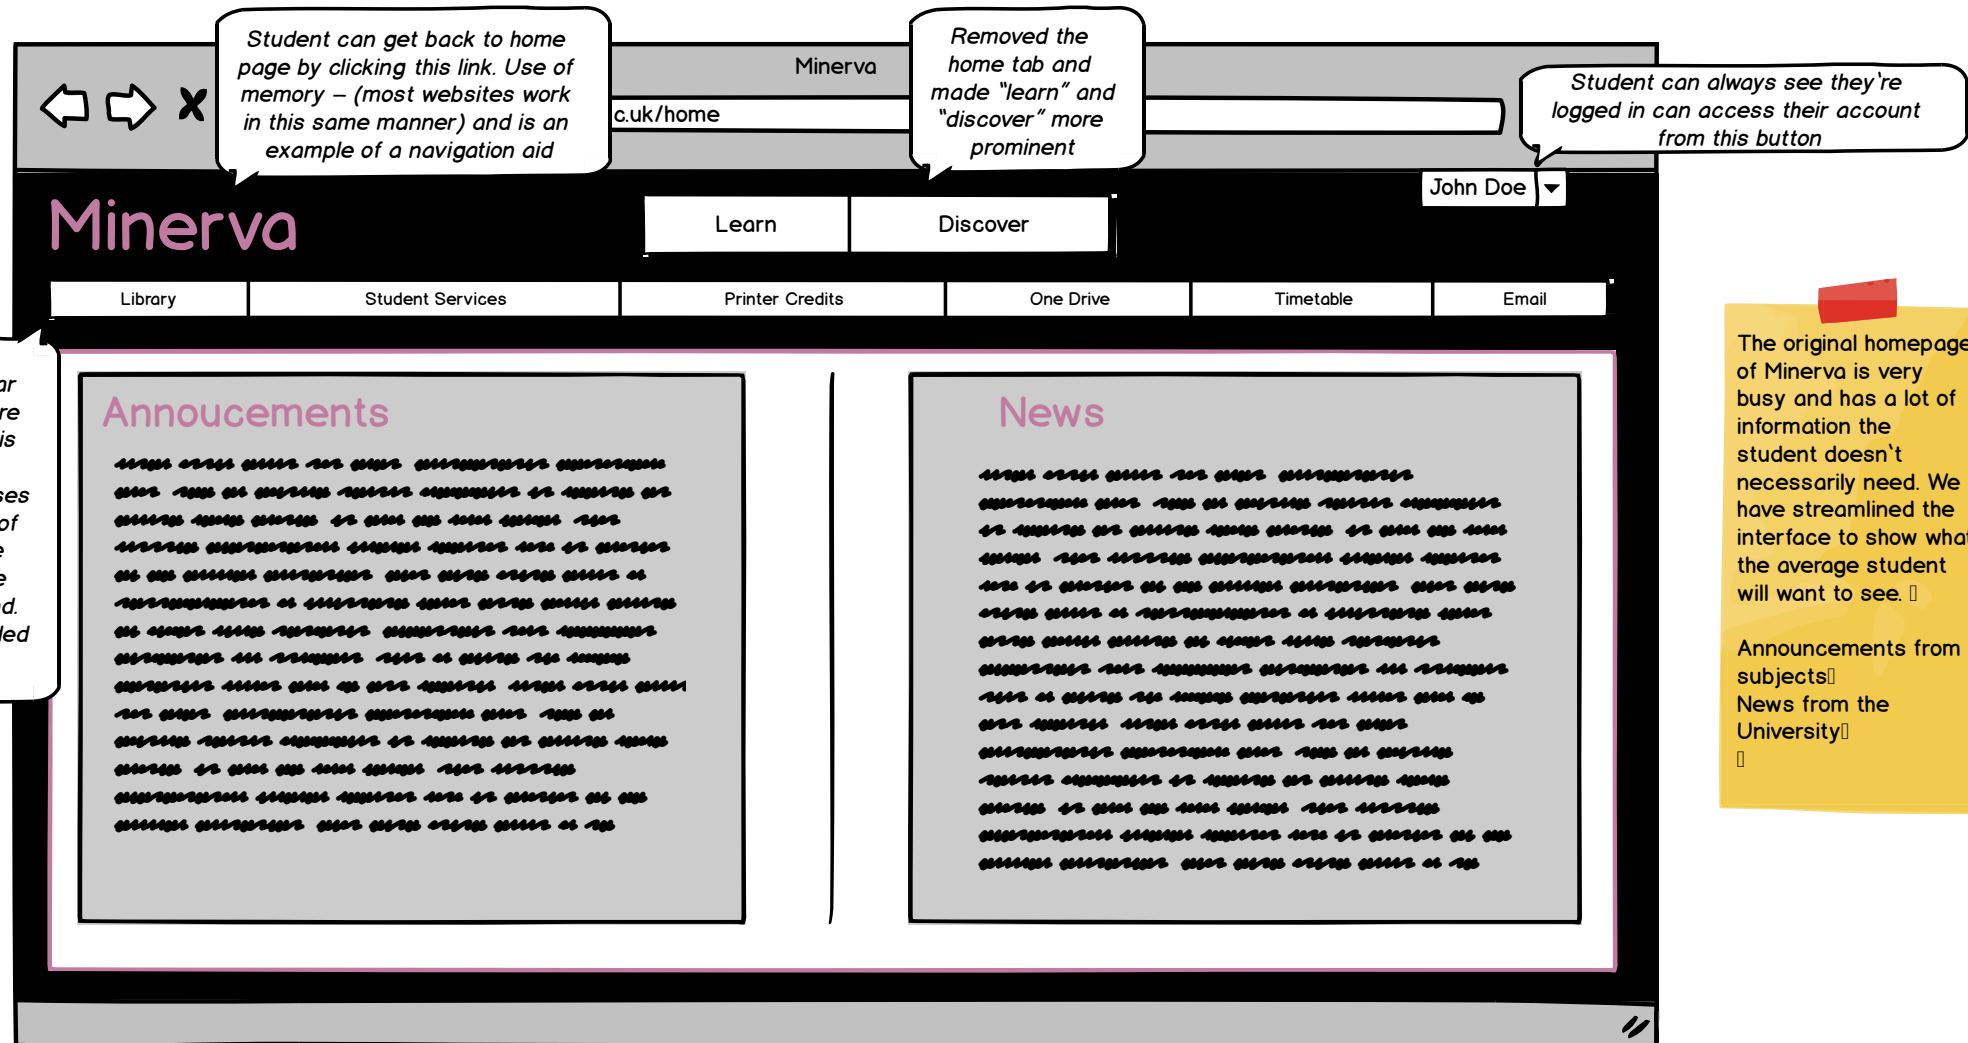 Student can get back to home
page by clicking this link. Use of
memory – (most websites work
in this same manner) and is an
example of a navigation aid
Removed the
home tab and
made "learn" and
"discover" more
prominent
Student can always see they`re
logged in can access their account
from this button
Minerva
c.uk/home
John Doe
Minerva
Learn
Discover
Library
Student Services
Printer Credits
One Drive
Timetable
Email
Annoucements
News
The original homepage
of Minerva is very
busy and has a lot of
information the
student doesn`t
necessarily need. We
have streamlined the
interface to show what
the average student
will want to see.
Announcements from
subjects
News from the
University